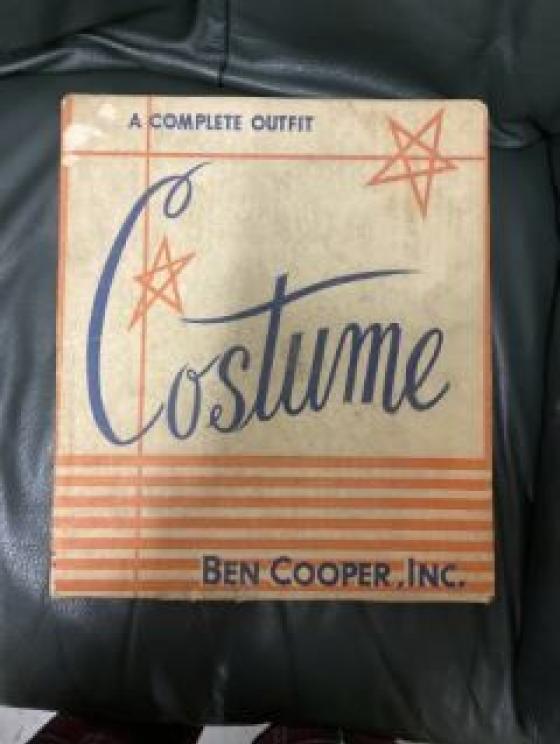 A COMPLETE OUTFIT
Costume
BEN COOPER, INC.